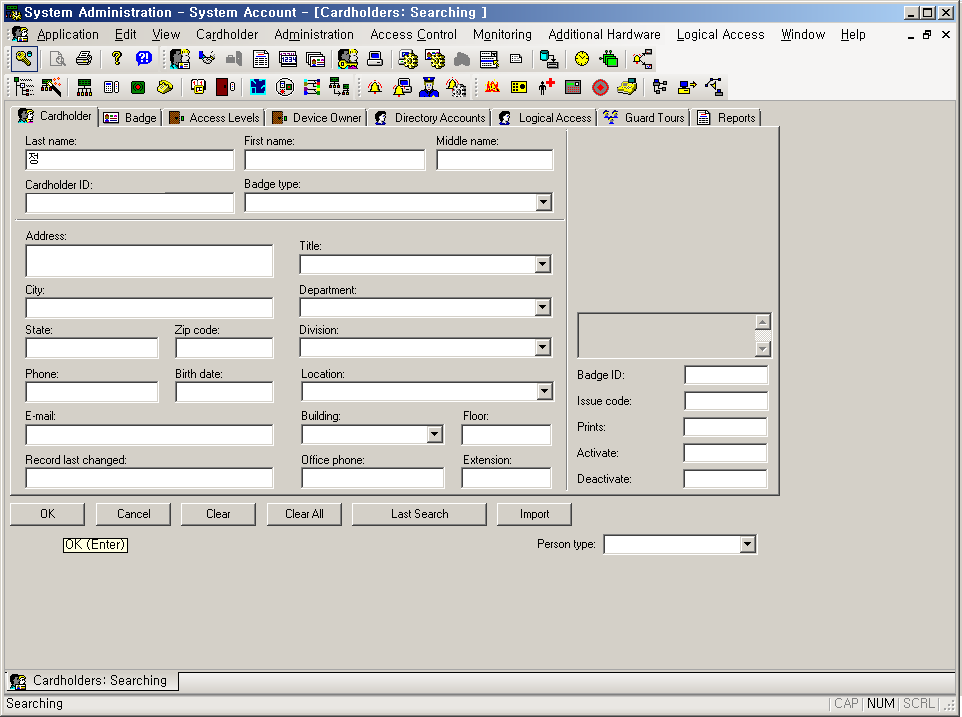 System Administration - System Account - [Cardholders: Searching ]
Application Edit View Cardholder Administration Access Control Monitoring Additional Hardware Logical Access Window Help
Cardholder Badge Access Levels Device Owner Directory Accounts Logical Access Guard Tours Reports
Last name: First name: Middle name:
정
Cardholder ID: Badge type:
Address:
Title:
City: Department:
State: Zip code: Division:
Phone: Birth date: Location:
Badge ID:
Issue code:
E-mail: Building: Floor:
Prints:
Activate:
Record last changed: Office phone: Extension:
Deactivate:
OK Cancel Clear Clear All Last Search Import
OK (Enter) Person type:
Cardholders: Searching
Searching CAP NUM SCRL